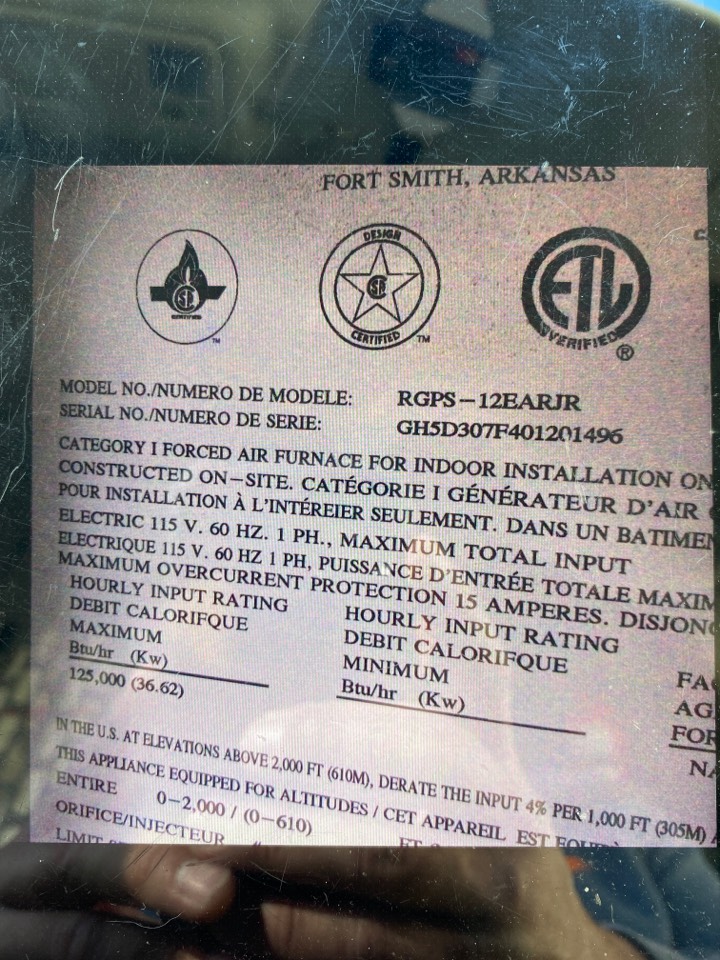 FORT SMITH, ARKANSAS
DESIGN
CERTIFIED
CERTIFIED
TM
TM
ETL
VERIFIED
®
MODEL NO./NUMERO DE MODELE: RGPS-12EARJR
SERIAL NO./NUMERO DE SERIE: GH5D307F401201496
CATEGORY I FORCED AIR FURNACE FOR INDOOR INSTALLATION ON
CONSTRUCTED ON-SITE. CATÉGORIE I GÉNÉRATEUR D'AIR
POUR INSTALLATION À L'INTÉREIER SEULEMENT. DANS UN BATIMEN
ELECTRIC 115 V. 60 HZ. 1 PH., MAXIMUM TOTAL INPUT
ELECTRIQUE 115 V. 60 HZ 1 PH, PUISSANCE D'ENTRÉE TOTALE MAXIM
MAXIMUM OVERCURRENT PROTECTION 15 AMPERES. DISJON
HOURLY INPUT RATING HOURLY INPUT RATING
DEBIT CALORIFQUE DEBIT CALORIFQUE
MAXIMUM MINIMUM FA
Btu/hr (Kw) Btu/hr (Kw) AG
125,000 (36.62) FOR
NA
IN THE U.S. AT ELEVATIONS ABOVE 2,000 FT (610M), DERATE THE INPUT 4% PER 1,000 FT (305M)
THIS APPLIANCE EQUIPPED FOR ALTITUDES / CET APPAREIL EST
ENTIRE 0-2,000 / (0-610)
ORIFICE/INJECTEUR
LIMIT